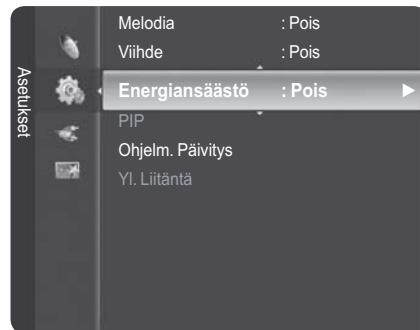 Asetukset
Melodia : Pois
Viihde : Pois
Energiansäästö : Pois
PIP
Ohjelm. Päivitys
Yl. Liitäntä